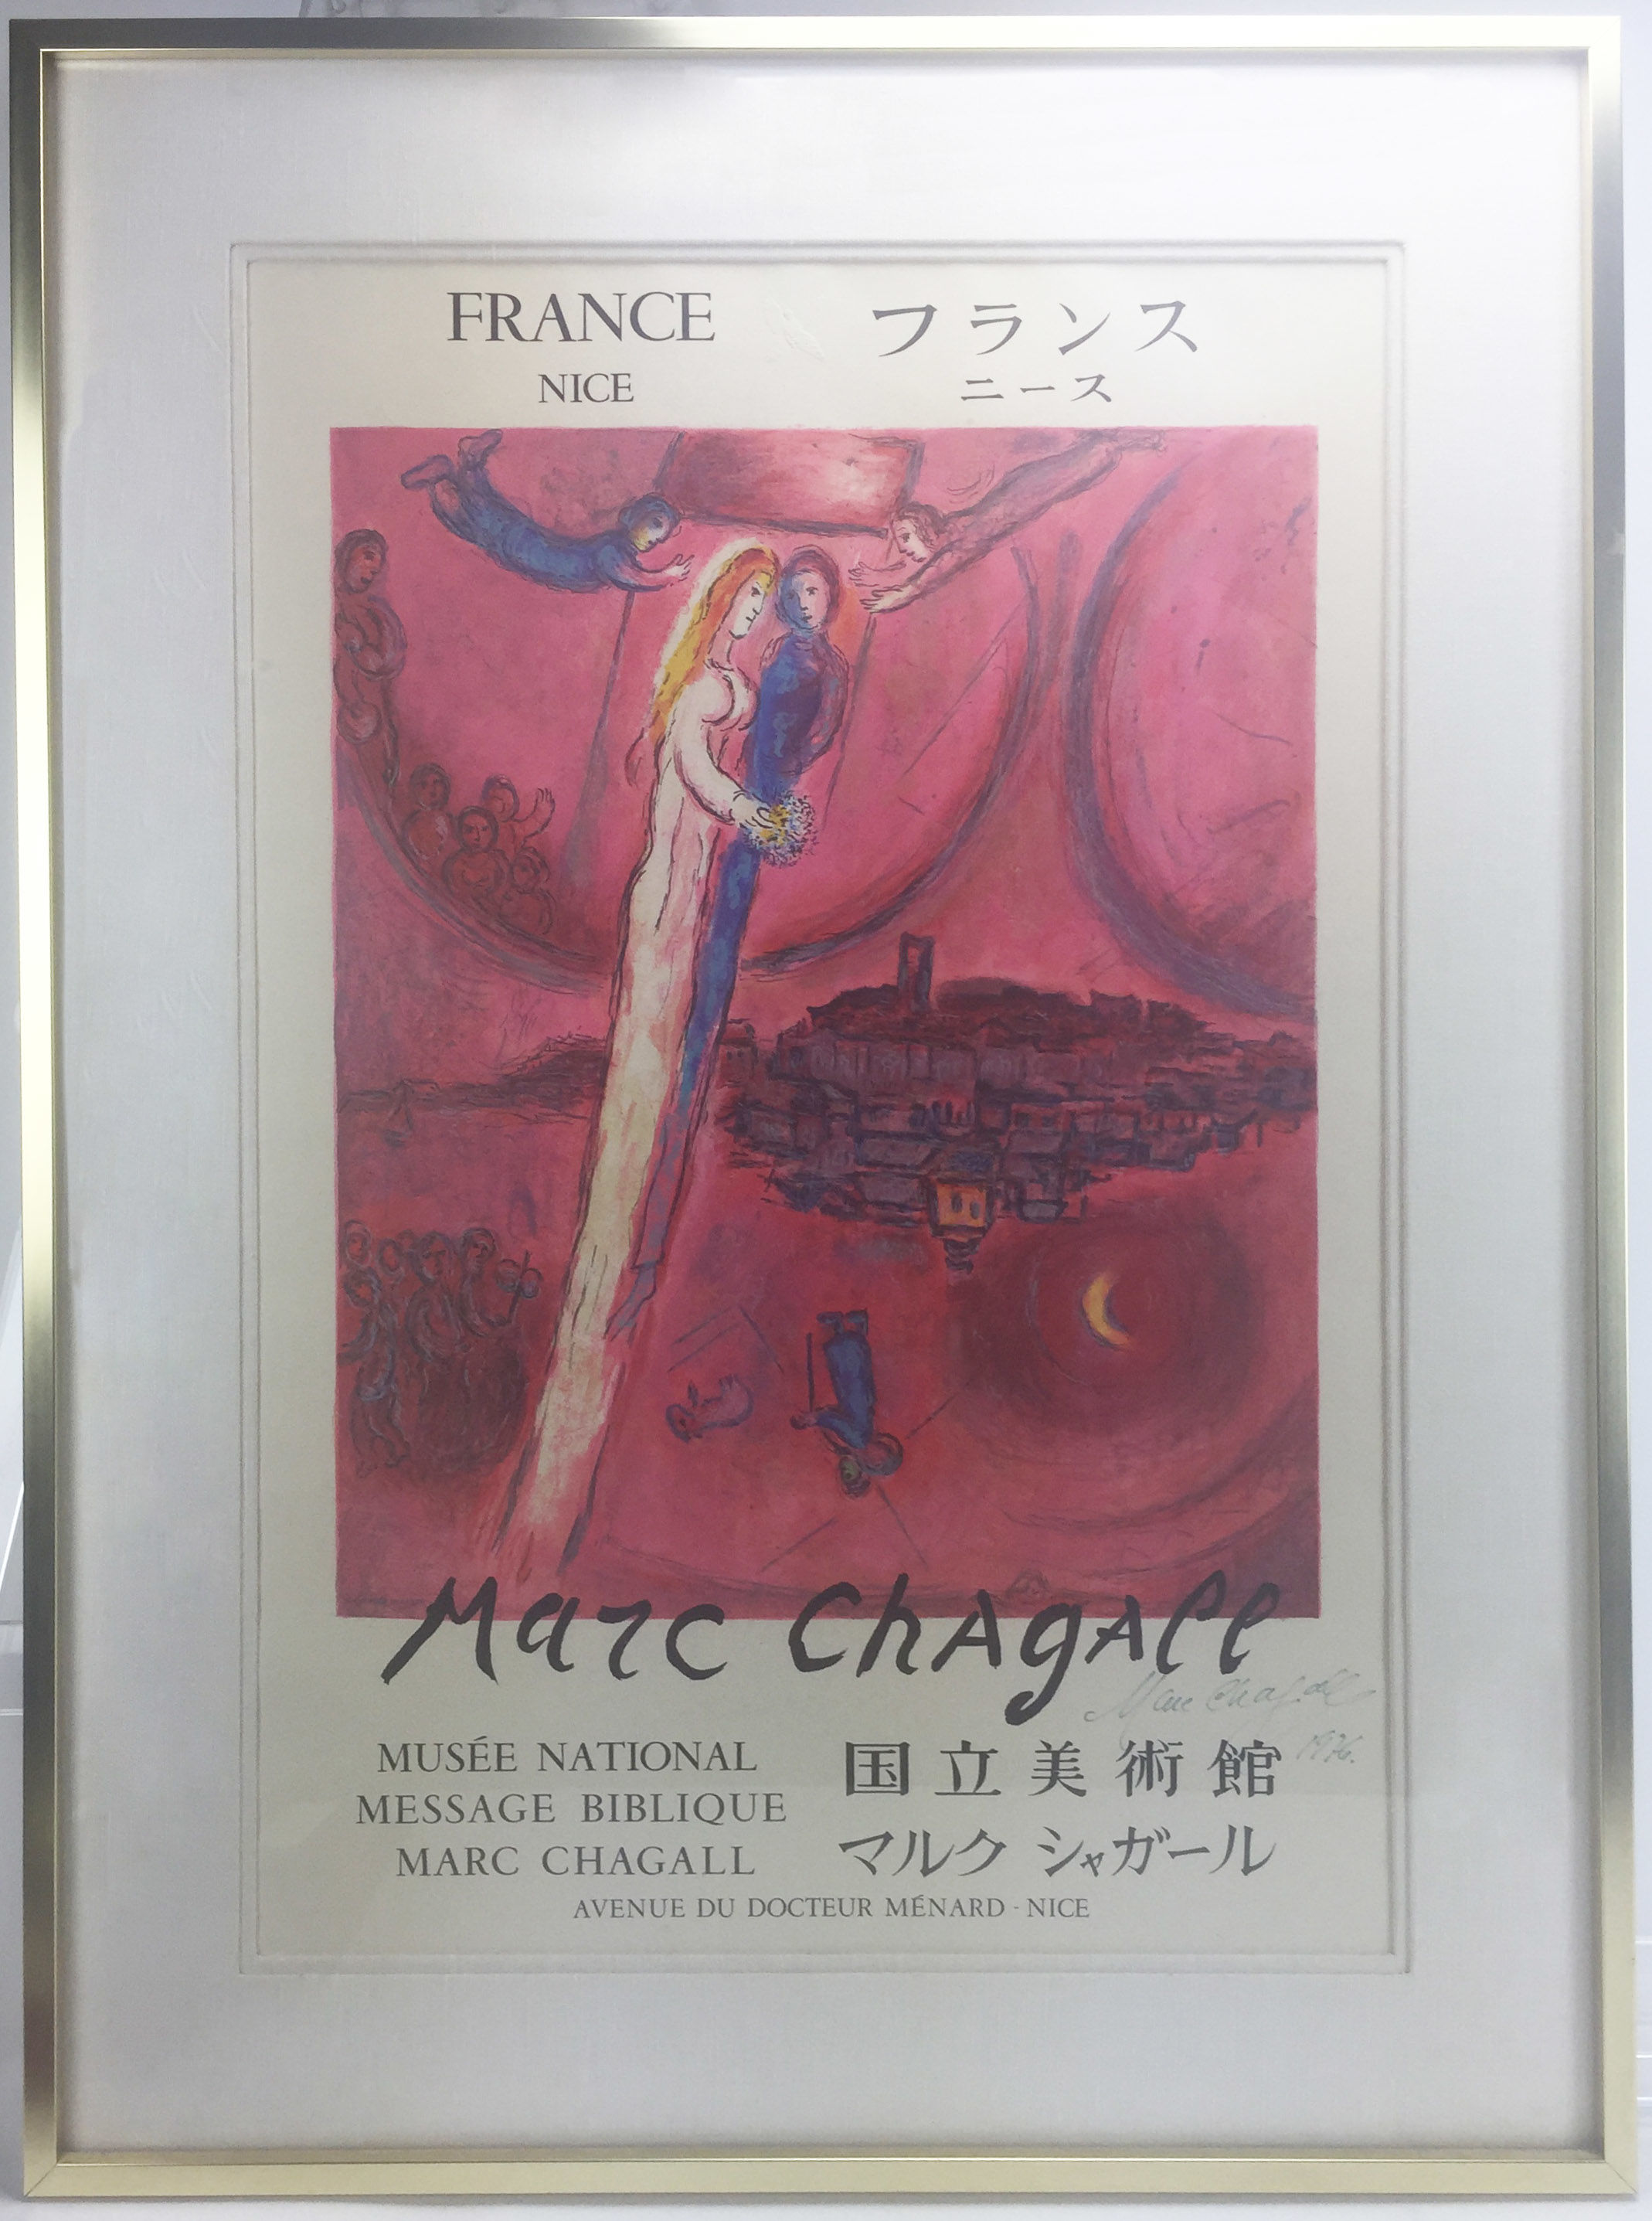 FRANCE フランス
NICE ニース
Marc Chagall
Marc Chagall
1976.
MUSÉE NATIONAL 国立美術館
MESSAGE BIBLIQUE
MARC CHAGALL マルク シャガール
AVENUE DU DOCTEUR MÉNARD - NICE